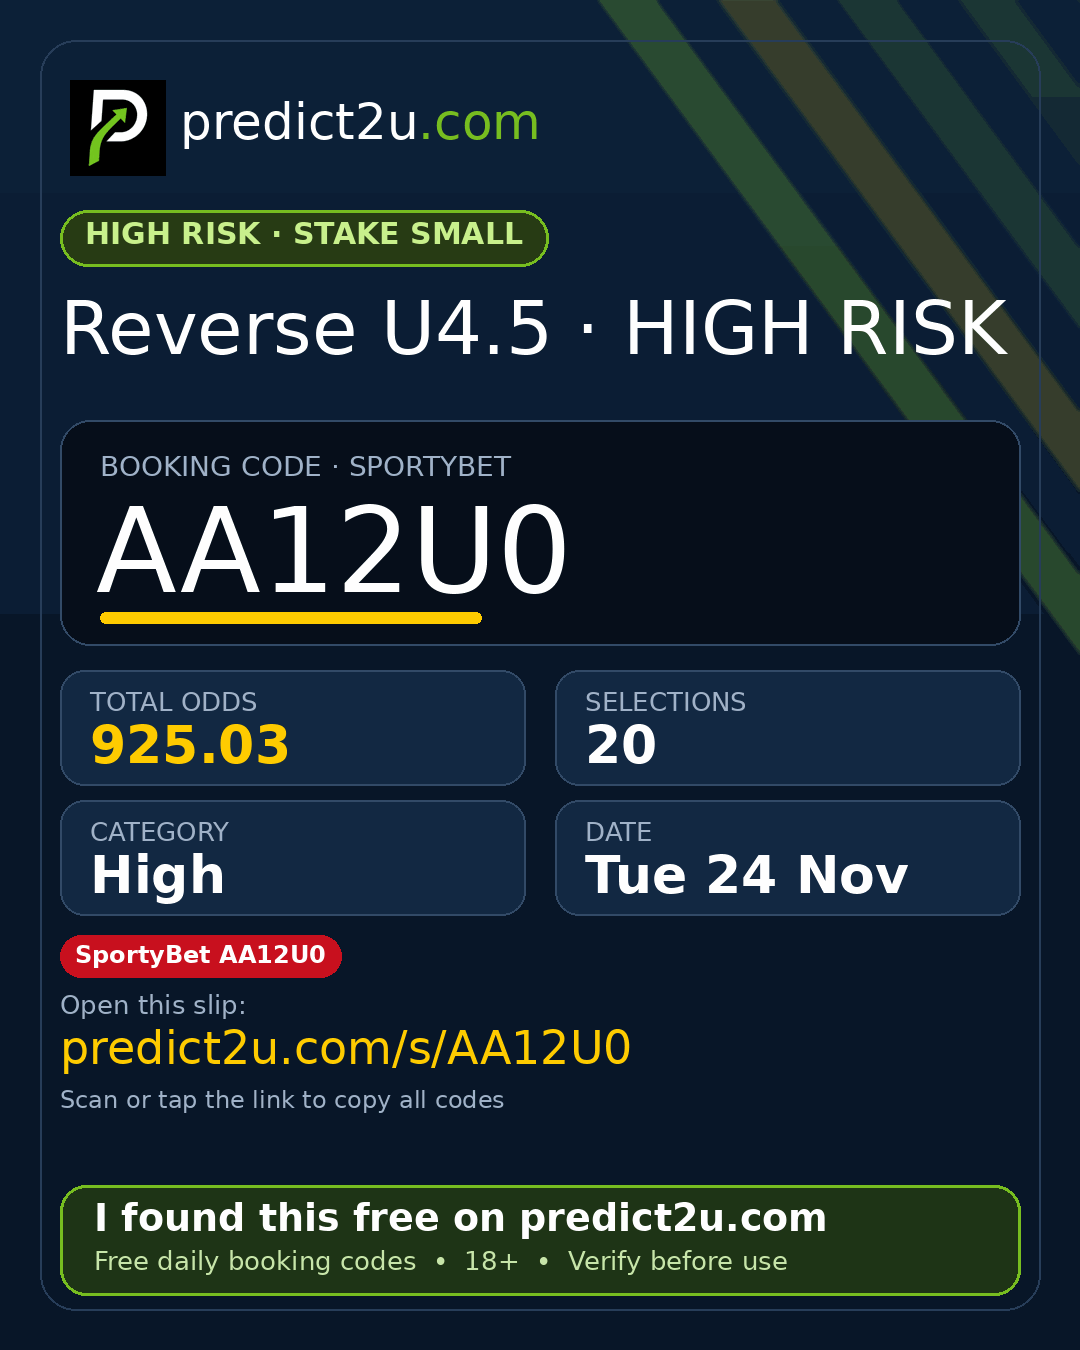 predict2u.com
HIGH RISK · STAKE SMALL
Reverse U4.5 · HIGH RISK
BOOKING CODE · SPORTYBET
AA12U0
TOTAL ODDS
925.03
SELECTIONS
20
CATEGORY
High
DATE
Tue 24 Nov
SportyBet AA12U0
Open this slip:
predict2u.com/s/AA12U0
Scan or tap the link to copy all codes
I found this free on predict2u.com
Free daily booking codes • 18+ • Verify before use